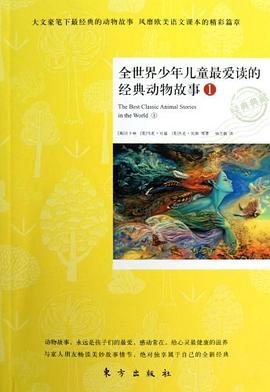 大文豪笔下最经典的动物故事 风靡欧美语文课本的精彩篇章
全世界少年儿童最爱读的
经典动物故事 1
The Best Classic Animal Stories
in the World ①
动物故事，永远是孩子们的最爱，感动常在，给心灵最健康的滋养
与家人朋友畅读美妙故事情节，绝对独享属于自己的全新经典
东方出版社